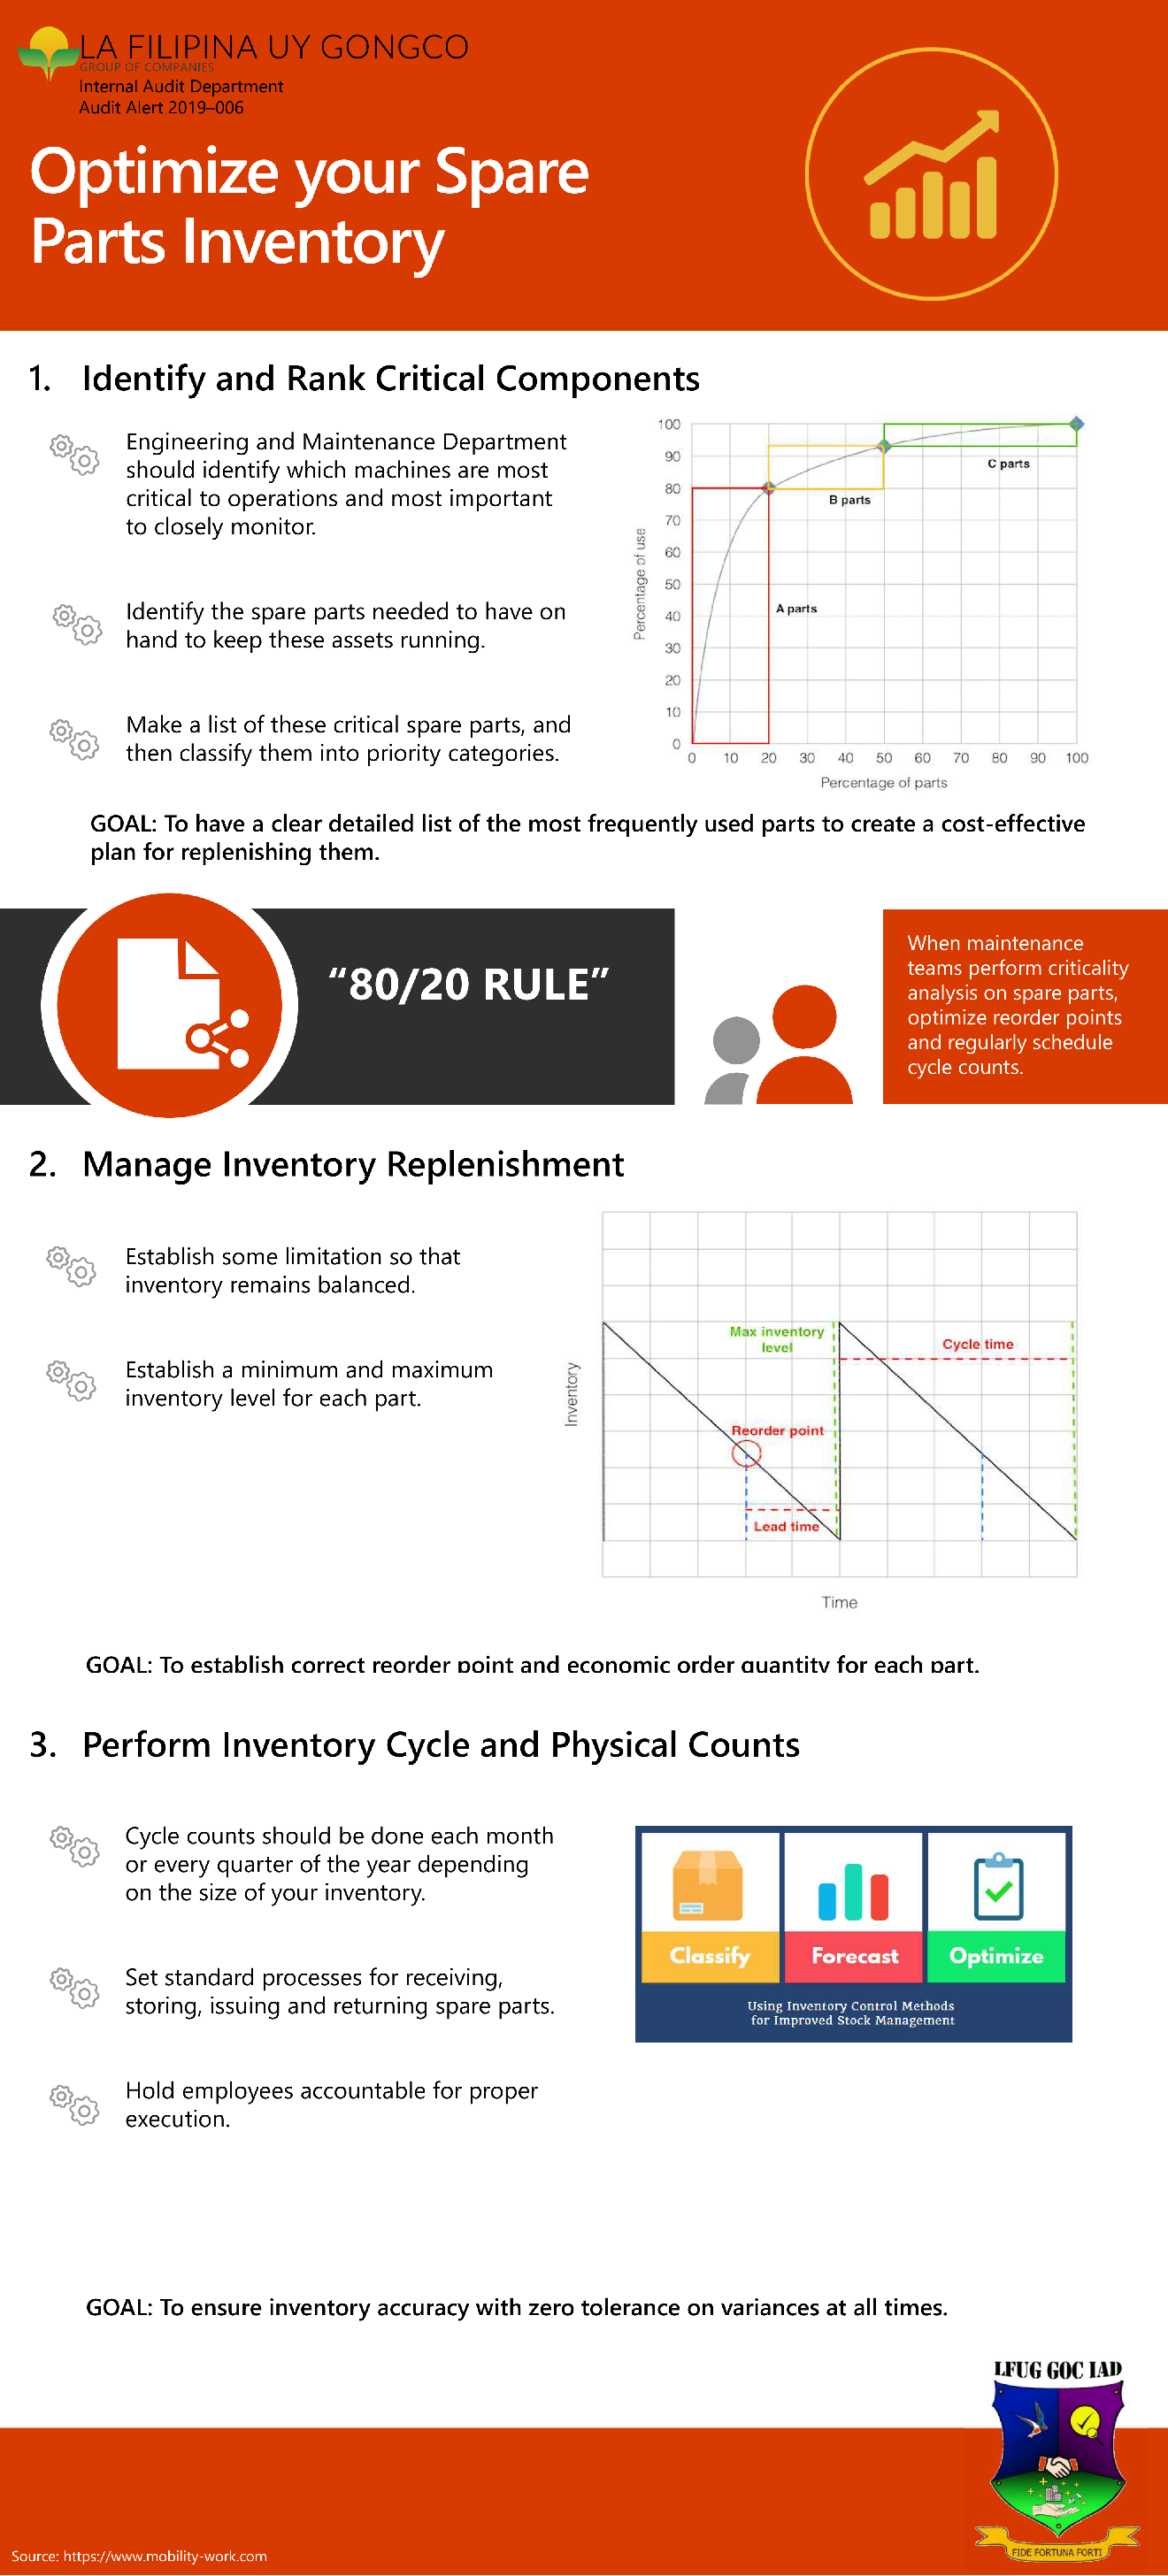 LA FILIPINA UY GONGCO
GROUP OF COMPANIES
Internal Audit Department
Audit Alert 2019–006
Optimize your Spare
Parts Inventory
1. Identify and Rank Critical Components
Engineering and Maintenance Department
should identify which machines are most
critical to operations and most important
to closely monitor.
Identify the spare parts needed to have on
hand to keep these assets running.
Make a list of these critical spare parts, and
then classify them into priority categories.
100
90
80
70
60
50
40
30
20
10
0
Percentage of use
A parts
B parts
C parts
0 10 20 30 40 50 60 70 80 90 100
Percentage of parts
GOAL: To have a clear detailed list of the most frequently used parts to create a cost-effective
plan for replenishing them.
“80/20 RULE”
When maintenance
teams perform criticality
analysis on spare parts,
optimize reorder points
and regularly schedule
cycle counts.
2. Manage Inventory Replenishment
Establish some limitation so that
inventory remains balanced.
Establish a minimum and maximum
inventory level for each part.
Inventory
Max inventory
level
Cycle time
Reorder point
Lead time
Time
GOAL: To establish correct reorder point and economic order quantity for each part.
3. Perform Inventory Cycle and Physical Counts
Cycle counts should be done each month
or every quarter of the year depending
on the size of your inventory.
Set standard processes for receiving,
storing, issuing and returning spare parts.
Hold employees accountable for proper
execution.
Classify Forecast Optimize
Using Inventory Control Methods
for Improved Stock Management
GOAL: To ensure inventory accuracy with zero tolerance on variances at all times.
LFUG GOC IAD
FIDE FORTUNA FORTI
Source: https://www.mobility-work.com